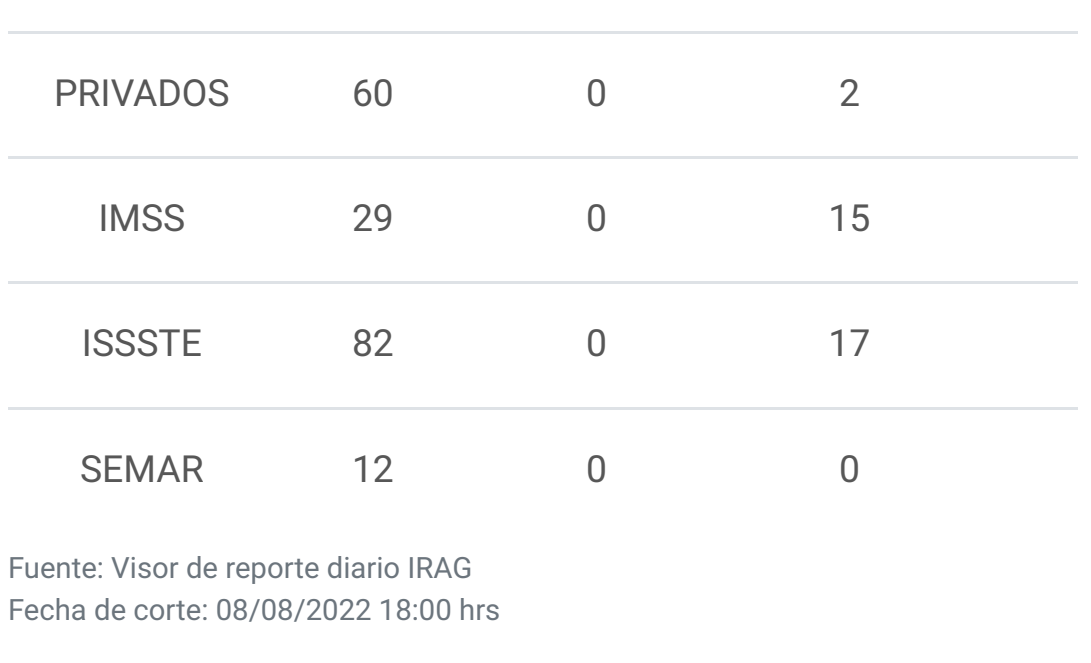 PRIVADOS 60 0 2
IMSS 29 0 15
ISSSTE 82 0 17
SEMAR 12 0 0
Fuente: Visor de reporte diario IRAG
Fecha de corte: 08/08/2022 18:00 hrs